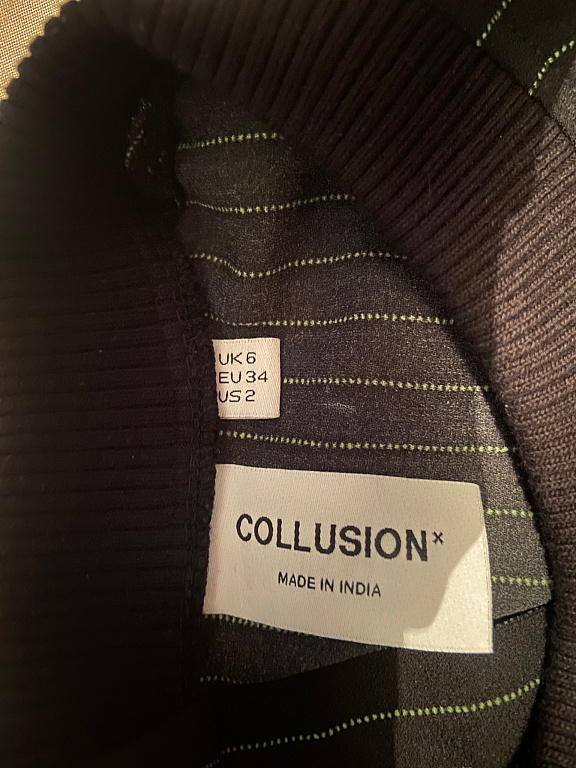 UK 6
EU 34
US 2
COLLUSION×
MADE IN INDIA